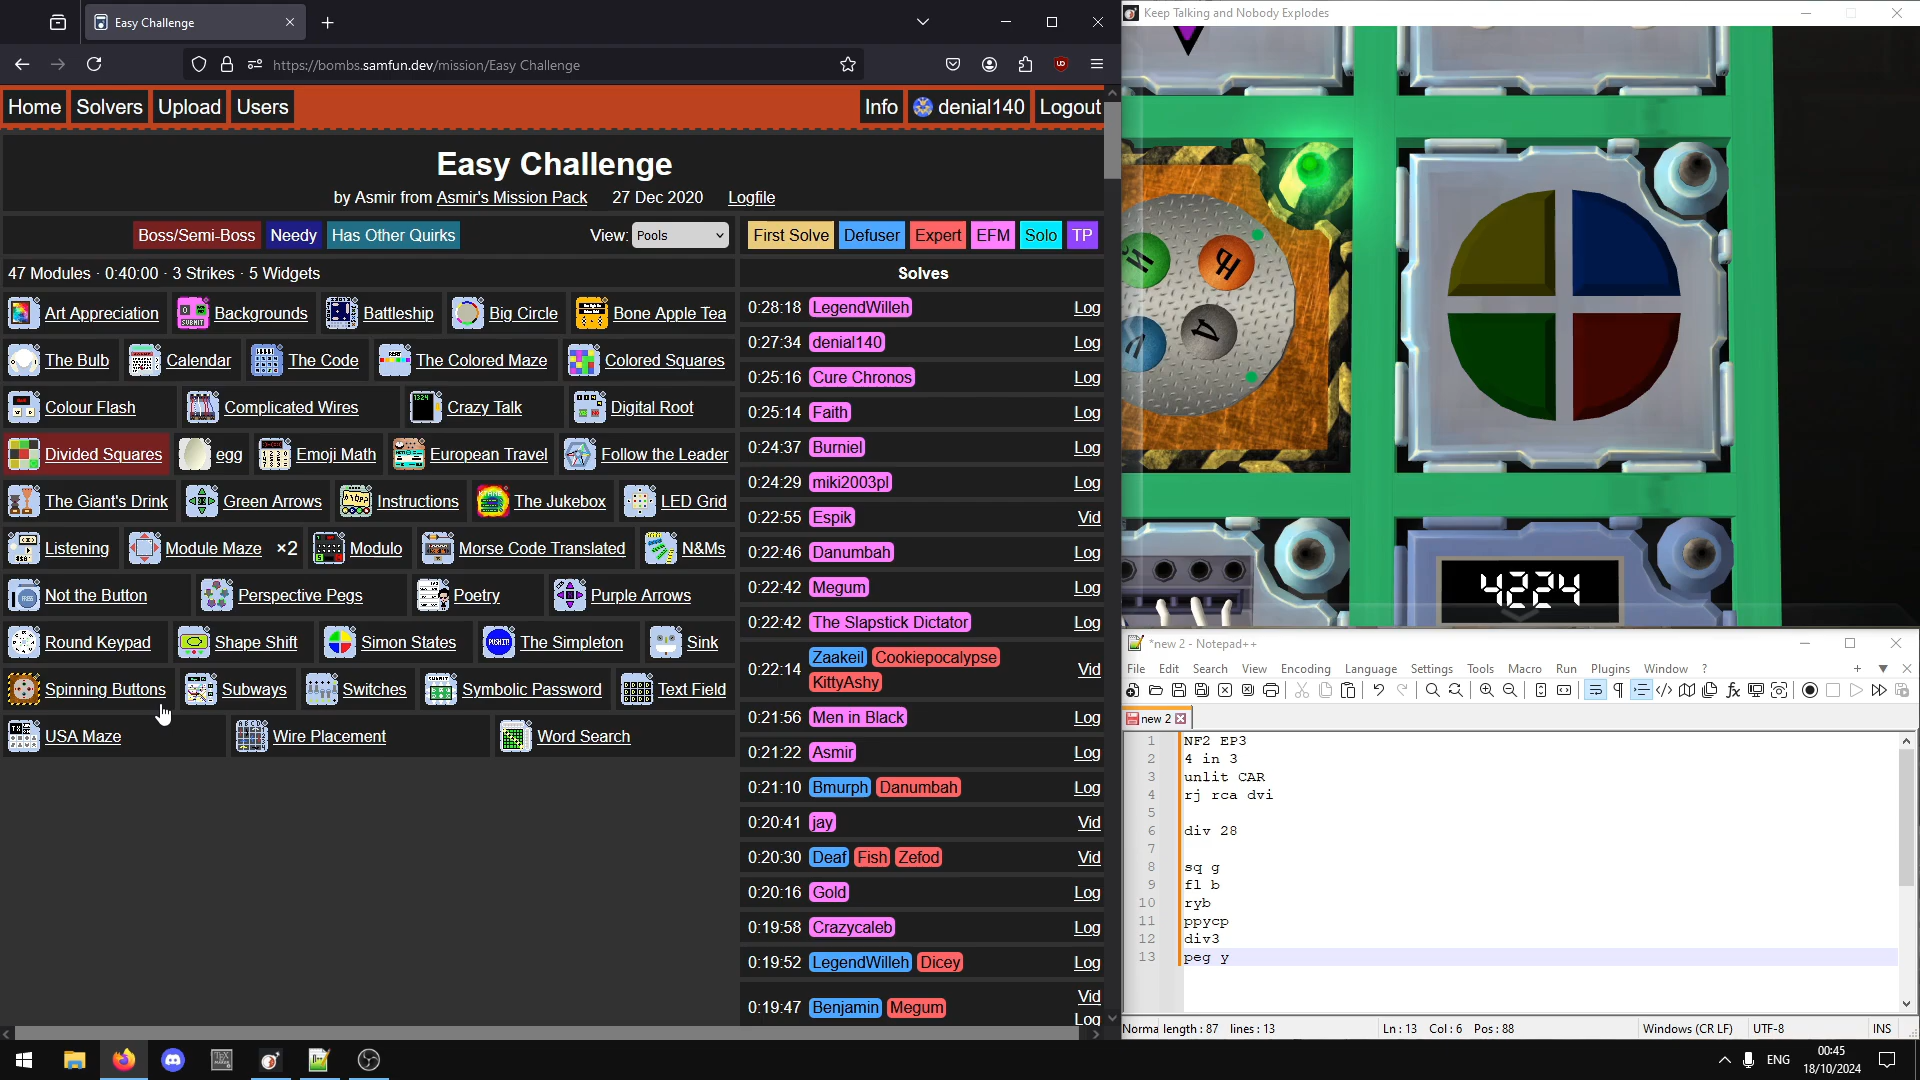 Easy Challenge
https://bombs.samfun.dev/mission/Easy Challenge
Home Solvers Upload Users Info denial140 Logout
Easy Challenge
by Asmir from Asmir's Mission Pack 27 Dec 2020 Logfile
Boss/Semi-Boss Needy Has Other Quirks View: Pools
47 Modules · 0:40:00 · 3 Strikes · 5 Widgets
Art Appreciation Backgrounds Battleship Big Circle Bone Apple Tea
The Bulb Calendar The Code The Colored Maze Colored Squares
Colour Flash Complicated Wires Crazy Talk Digital Root
Divided Squares egg Emoji Math European Travel Follow the Leader
The Giant's Drink Green Arrows Instructions The Jukebox LED Grid
Listening Module Maze ×2 Modulo Morse Code Translated N&Ms
Not the Button Perspective Pegs Poetry Purple Arrows
Round Keypad Shape Shift Simon States The Simpleton Sink
Spinning Buttons Subways Switches Symbolic Password Text Field
USA Maze Wire Placement Word Search
First Solve Defuser Expert EFM Solo TP
Solves
0:28:18 LegendWilleh Log
0:27:34 denial140 Log
0:25:16 Cure Chronos Log
0:25:14 Faith Log
0:24:37 Burniel Log
0:24:29 miki2003pl Log
0:22:55 Espik Vid
0:22:46 Danumbah Log
0:22:42 Megum Log
0:22:42 The Slapstick Dictator Log
0:22:14 Zaakeil Cookiepocalypse KittyAshy Vid
0:21:56 Men in Black Log
0:21:22 Asmir Log
0:21:10 Bmurph Danumbah Log
0:20:41 jay Vid
0:20:30 Deaf Fish Zefod Vid
0:20:16 Gold Log
0:19:58 Crazycaleb Log
0:19:52 LegendWilleh Dicey Log
0:19:47 Benjamin Megum Vid Log
Keep Talking and Nobody Explodes
4224
*new 2 - Notepad++
File Edit Search View Encoding Language Settings Tools Macro Run Plugins Window ?
new 2
1 NF2 EP3
2 4 in 3
3 unlit CAR
4 rj rca dvi
5
6 div 28
7
8 sq g
9 fl b
10 ryb
11 ppycp
12 div3
13 peg y
Norma length : 87 lines : 13 Ln : 13 Col : 6 Pos : 88 Windows (CR LF) UTF-8 INS
ENG 00:45
18/10/2024